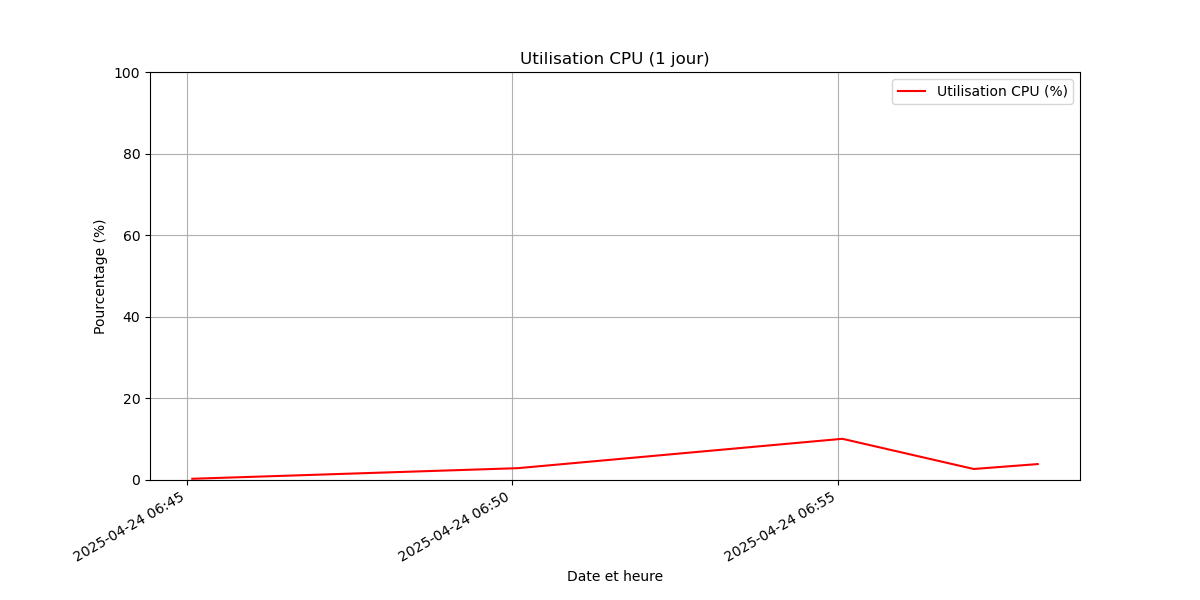 Utilisation CPU (1 jour)
Utilisation CPU (%)
Pourcentage (%)
100
80
60
40
20
0
2025-04-24 06:45
2025-04-24 06:50
2025-04-24 06:55
Date et heure